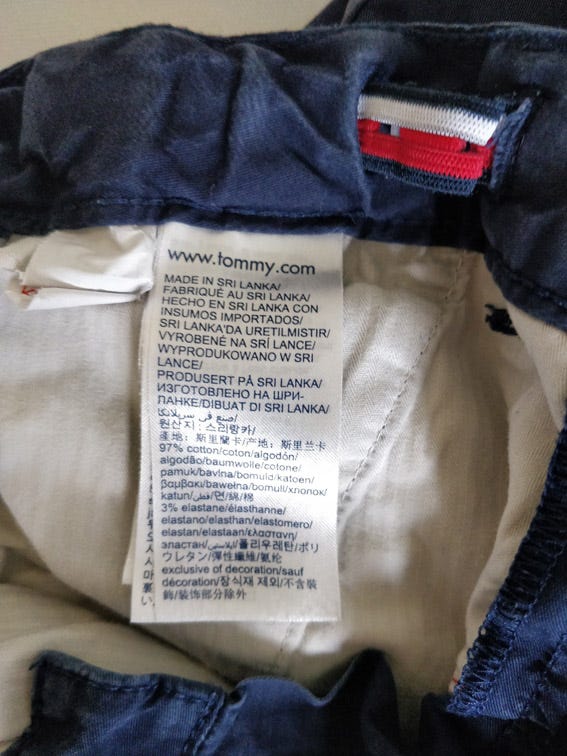 www.tommy.com
MADE IN SRI LANKA/
FABRIQUÉ AU SRI LANKA/
HECHO EN SRI LANKA CON
INSUMOS IMPORTADOS/
SRI LANKA'DA URETILMISTIR/
VYROBENÉ NA SRÍ LANCE/
WYPRODUKOWANO W SRI
LANCE/
PRODUSERT PÅ SRI LANKA/
ИЗГОТОВЛЕНО НА ШРИ-
ЛАНКЕ/DIBUAT DI SRI LANKA/
صنع في سريلانكا/
원산지 : 스리랑카/
產地：斯里蘭卡/产地：斯里兰卡
97% cotton/coton/algodón/
algodão/baumwolle/cotone/
pamuk/bavlna/bomuld/katoen/
βαμβακι/bawełna/bomull/хлопок/
katun/قطن/면/綿/棉
3% elastane/élasthanne/
elastano/elasthan/elastomero/
elastan/elastaan/ελαστανη/
эластан/ايلاستين/폴리우레탄/ポリ
ウレタン/彈性纖維/氨纶
exclusive of decoration/sauf
décoration/장식재 제외/不含裝
飾/装饰部分除外